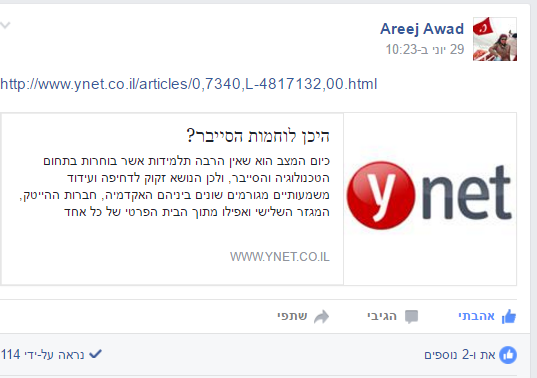 Areej Awad
29 יוני ב-10:23
http://www.ynet.co.il/articles/0,7340,L-4817132,00.html
היכן לוחמות הסייבר?
כיום המצב הוא שאין הרבה תלמידות אשר בוחרות בתחום
הטכנולוגיה והסייבר, ולכן הנושא זקוק לדחיפה ועידוד
משמעותיים מגורמים שונים ביניהם האקדמיה, חברות ההייטק,
המגזר השלישי ואפילו מתוך הבית הפרטי של כל אחד
WWW.YNET.CO.IL
ynet
אהבתי הגיבי שתפי
את ו-2 נוספים נראה על-ידי 114